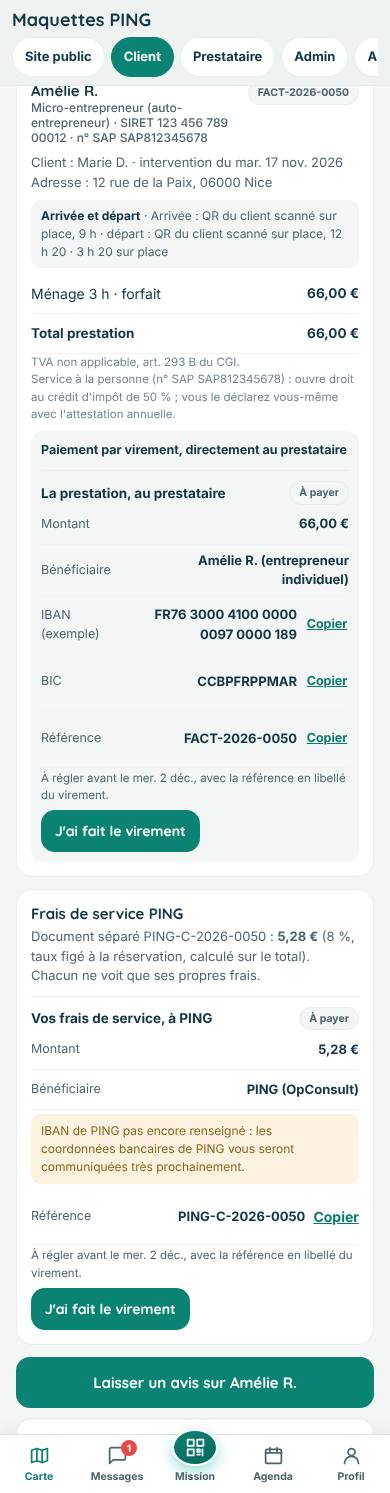 Maquettes PING
Site public
Client
Prestataire
Admin
A
Amélie R.
FACT-2026-0050
Micro-entrepreneur (auto-
entrepreneur) · SIRET 123 456 789
00012 · n° SAP SAP812345678
Client : Marie D. · intervention du mar. 17 nov. 2026
Adresse : 12 rue de la Paix, 06000 Nice
Arrivée et départ · Arrivée : QR du client scanné sur
place, 9 h · départ : QR du client scanné sur place, 12
h 20 · 3 h 20 sur place
Ménage 3 h · forfait 66,00 €
Total prestation 66,00 €
TVA non applicable, art. 293 B du CGI.
Service à la personne (n° SAP SAP812345678) : ouvre droit
au crédit d'impôt de 50 % ; vous le déclarez vous-même
avec l'attestation annuelle.
Paiement par virement, directement au prestataire
La prestation, au prestataire À payer
Montant 66,00 €
Bénéficiaire Amélie R. (entrepreneur
individuel)
IBAN
(exemple)
FR76 3000 4100 0000
0097 0000 189
Copier
BIC CCBPFRPPMAR Copier
Référence FACT-2026-0050 Copier
À régler avant le mer. 2 déc., avec la référence en libellé
du virement.
J'ai fait le virement
Frais de service PING
Document séparé PING-C-2026-0050 : 5,28 € (8 %,
taux figé à la réservation, calculé sur le total).
Chacun ne voit que ses propres frais.
Vos frais de service, à PING À payer
Montant 5,28 €
Bénéficiaire PING (OpConsult)
IBAN de PING pas encore renseigné : les
coordonnées bancaires de PING vous seront
communiquées très prochainement.
Référence PING-C-2026-0050 Copier
À régler avant le mer. 2 déc., avec la référence en libellé du
virement.
J'ai fait le virement
Laisser un avis sur Amélie R.
1
Carte
Messages
Mission
Agenda
Profil